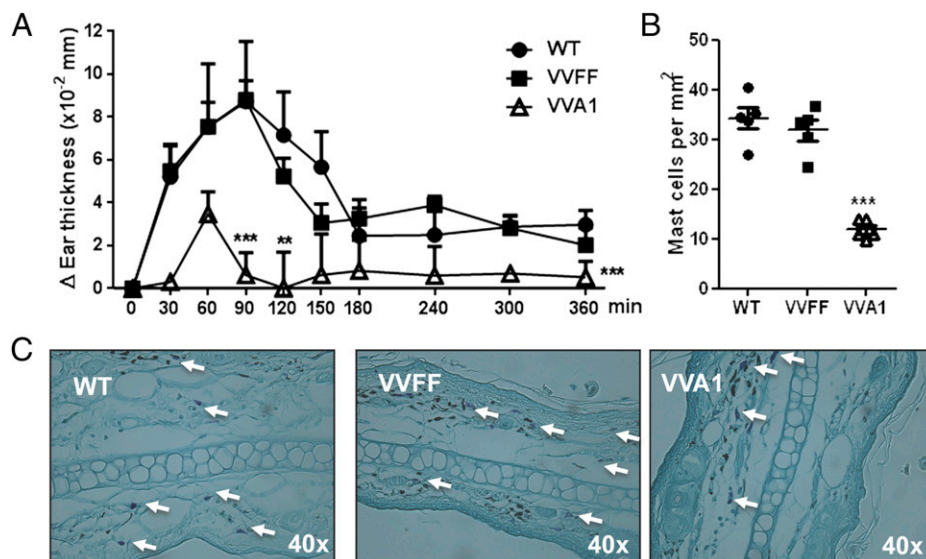 A
12
10
8
6
4
2
0
Δ Ear thickness (x10-2 mm)
WT
VVFF
VVA1
***
**
***
0 30 60 90 120 150 180 240 300 360 min
B
50
40
30
20
10
0
Mast cells per mm2
***
WT VVFF VVA1
C
WT
40x
VVFF
40x
VVA1
40x